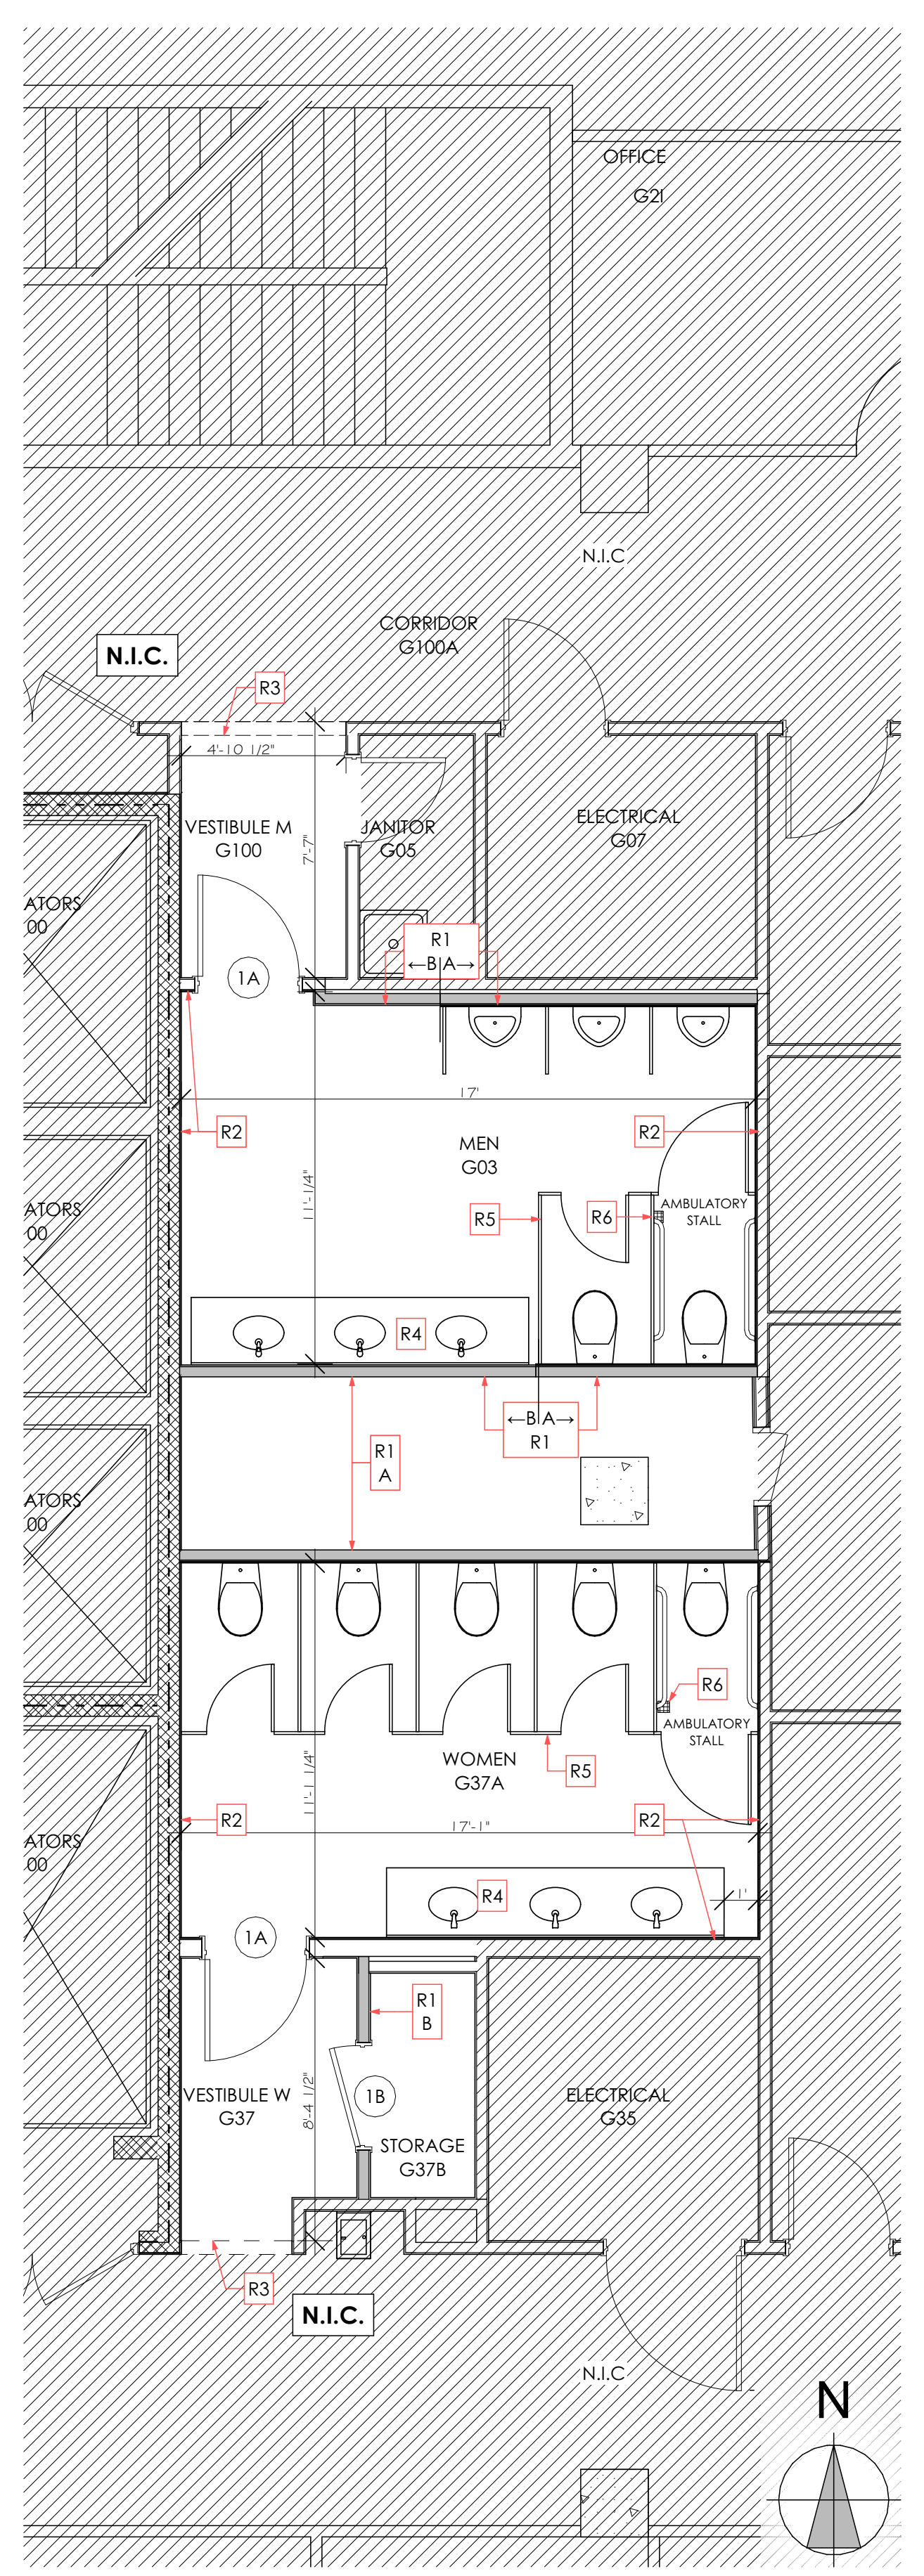 OFFICE
G2I
N.I.C
CORRIDOR
G100A
N.I.C.
R3
4'-10 1/2"
VESTIBULE M
G100
7'-7"
JANITOR
G05
ELECTRICAL
G07
ATORS
00
R1
←B A→
1A
17'
R2
R2
MEN
G03
11'-1/4"
ATORS
00
R5
R6
AMBULATORY
STALL
R4
←B A→
R1
R1
A
ATORS
00
R6
AMBULATORY
STALL
WOMEN
G37A
11'-1 1/4"
R5
R2
R2
17'-1"
ATORS
00
R4
1'
1A
R1
B
VESTIBULE W
G37
8'-4 1/2"
1B
ELECTRICAL
G35
STORAGE
G37B
R3
N.I.C.
N.I.C
N